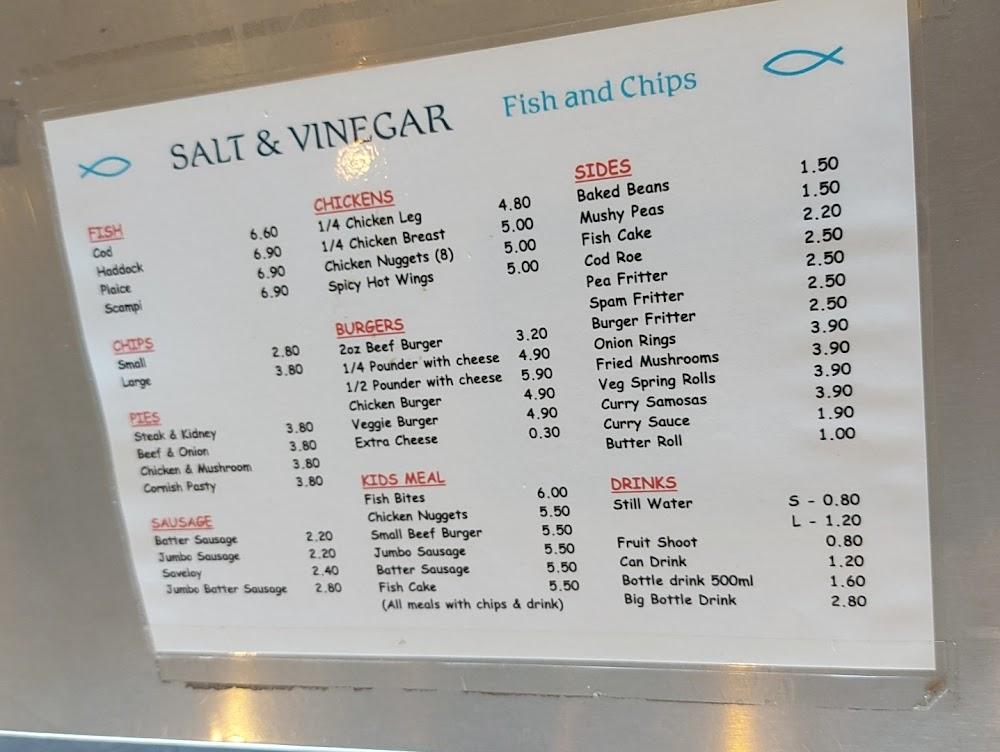 SALT & VINEGAR Fish and Chips
FISH
Cod 6.60
Haddock 6.90
Plaice 6.90
Scampi 6.90
CHIPS
Small 2.80
Large 3.80
PIES
Steak & Kidney 3.80
Beef & Onion 3.80
Chicken & Mushroom 3.80
Cornish Pasty 3.80
SAUSAGE
Batter Sausage 2.20
Jumbo Sausage 2.20
Saveloy 2.40
Jumbo Batter Sausage 2.80
CHICKENS
1/4 Chicken Leg 4.80
1/4 Chicken Breast 5.00
Chicken Nuggets (8) 5.00
Spicy Hot Wings 5.00
BURGERS
2oz Beef Burger 3.20
1/4 Pounder with cheese 4.90
1/2 Pounder with cheese 5.90
Chicken Burger 4.90
Veggie Burger 4.90
Extra Cheese 0.30
KIDS MEAL
Fish Bites 6.00
Chicken Nuggets 5.50
Small Beef Burger 5.50
Jumbo Sausage 5.50
Batter Sausage 5.50
Fish Cake 5.50
(All meals with chips & drink)
SIDES
Baked Beans 1.50
Mushy Peas 1.50
Fish Cake 2.20
Cod Roe 2.50
Pea Fritter 2.50
Spam Fritter 2.50
Burger Fritter 2.50
Onion Rings 3.90
Fried Mushrooms 3.90
Veg Spring Rolls 3.90
Curry Samosas 3.90
Curry Sauce 1.90
Butter Roll 1.00
DRINKS
Still Water S - 0.80
L - 1.20
Fruit Shoot 0.80
Can Drink 1.20
Bottle drink 500ml 1.60
Big Bottle Drink 2.80